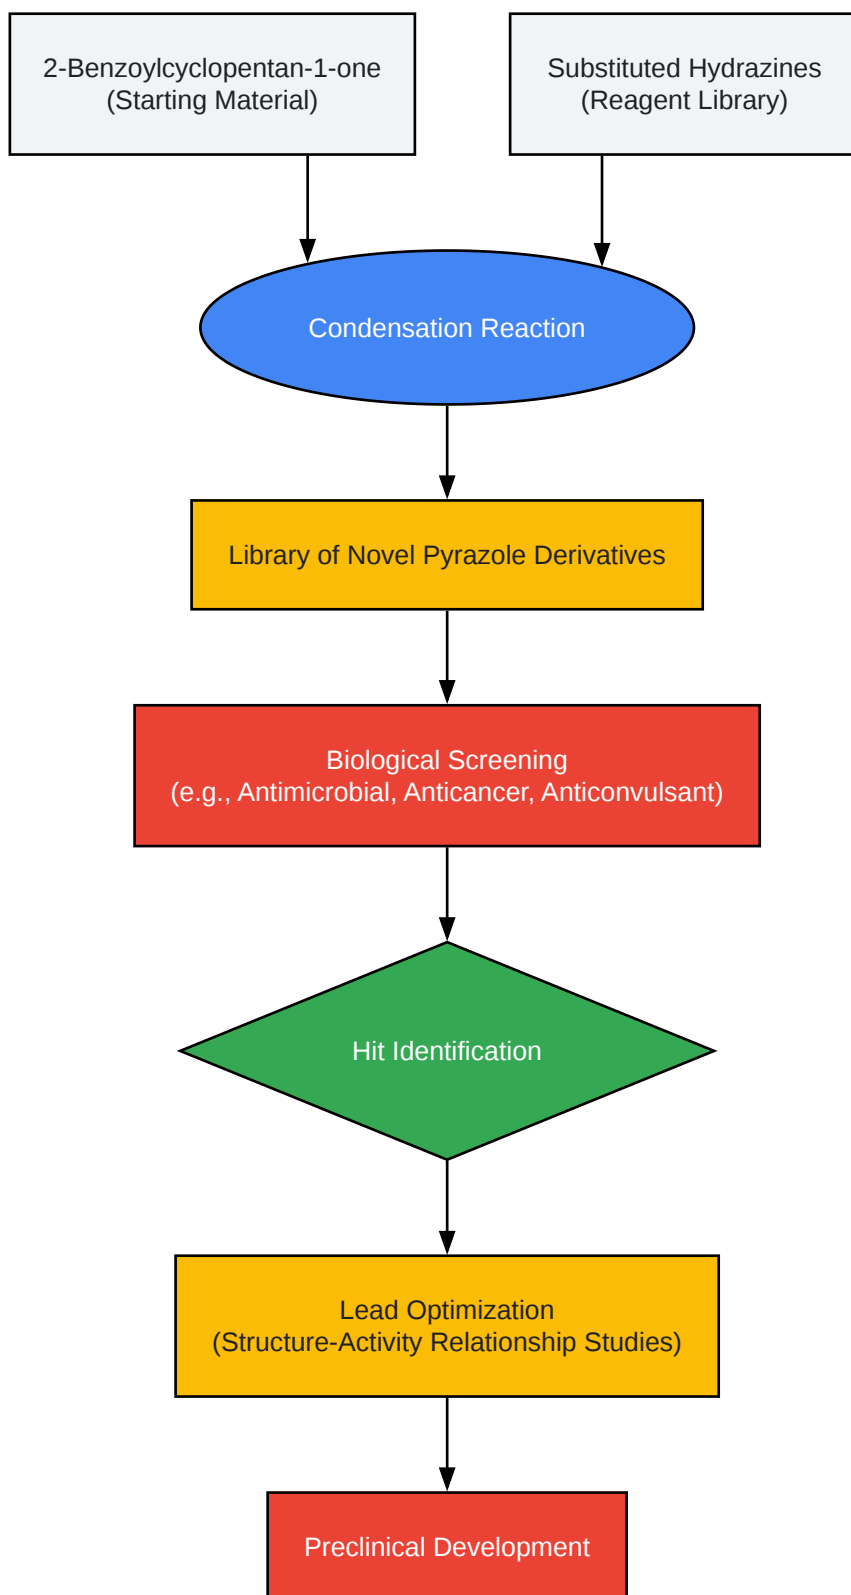 2-Benzoylcyclopentan-1-one
(Starting Material)
Substituted Hydrazines
(Reagent Library)
Condensation Reaction
Library of Novel Pyrazole Derivatives
Biological Screening
(e.g., Antimicrobial, Anticancer, Anticonvulsant)
Hit Identification
Lead Optimization
(Structure-Activity Relationship Studies)
Preclinical Development